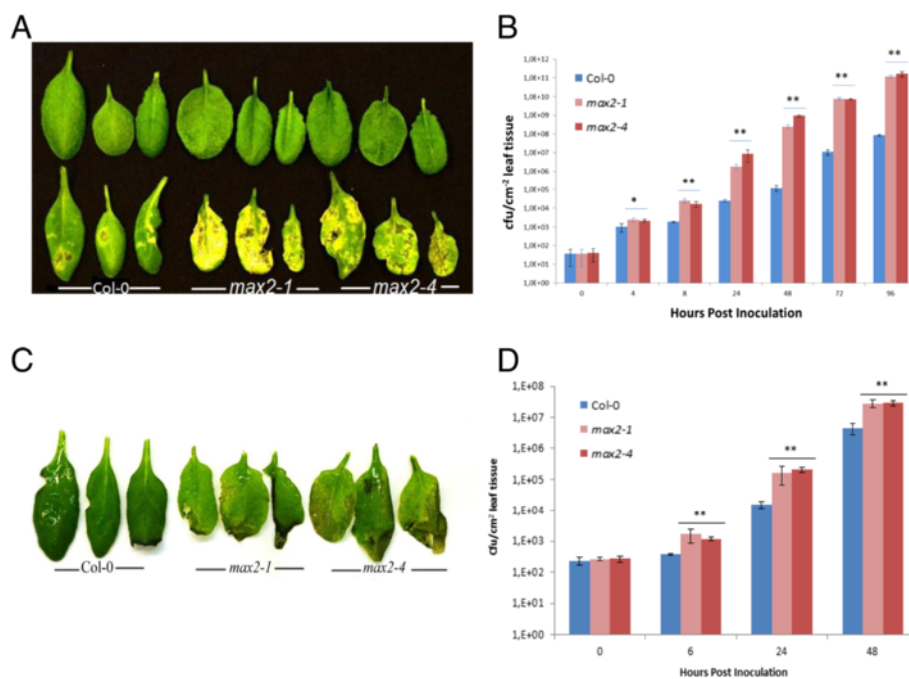 A
Col-0
max2-1
max2-4
B
cfu/cm⁻² leaf tissue
1,0E+12
1,0E+11
1,0E+10
1,0E+09
1,0E+08
1,0E+07
1,0E+06
1,0E+05
1,0E+04
1,0E+03
1,0E+02
1,0E+01
1,0E+00
Col-0
max2-1
max2-4
*
**
**
**
**
**
0
4
8
24
48
72
96
Hours Post Inoculation
C
Col-0
max2-1
max2-4
D
cfu/cm⁻² leaf tissue
1,E+08
1,E+07
1,E+06
1,E+05
1,E+04
1,E+03
1,E+02
1,E+01
1,E+00
Col-0
max2-1
max2-4
**
**
**
0
6
24
48
Hours Post Inoculation